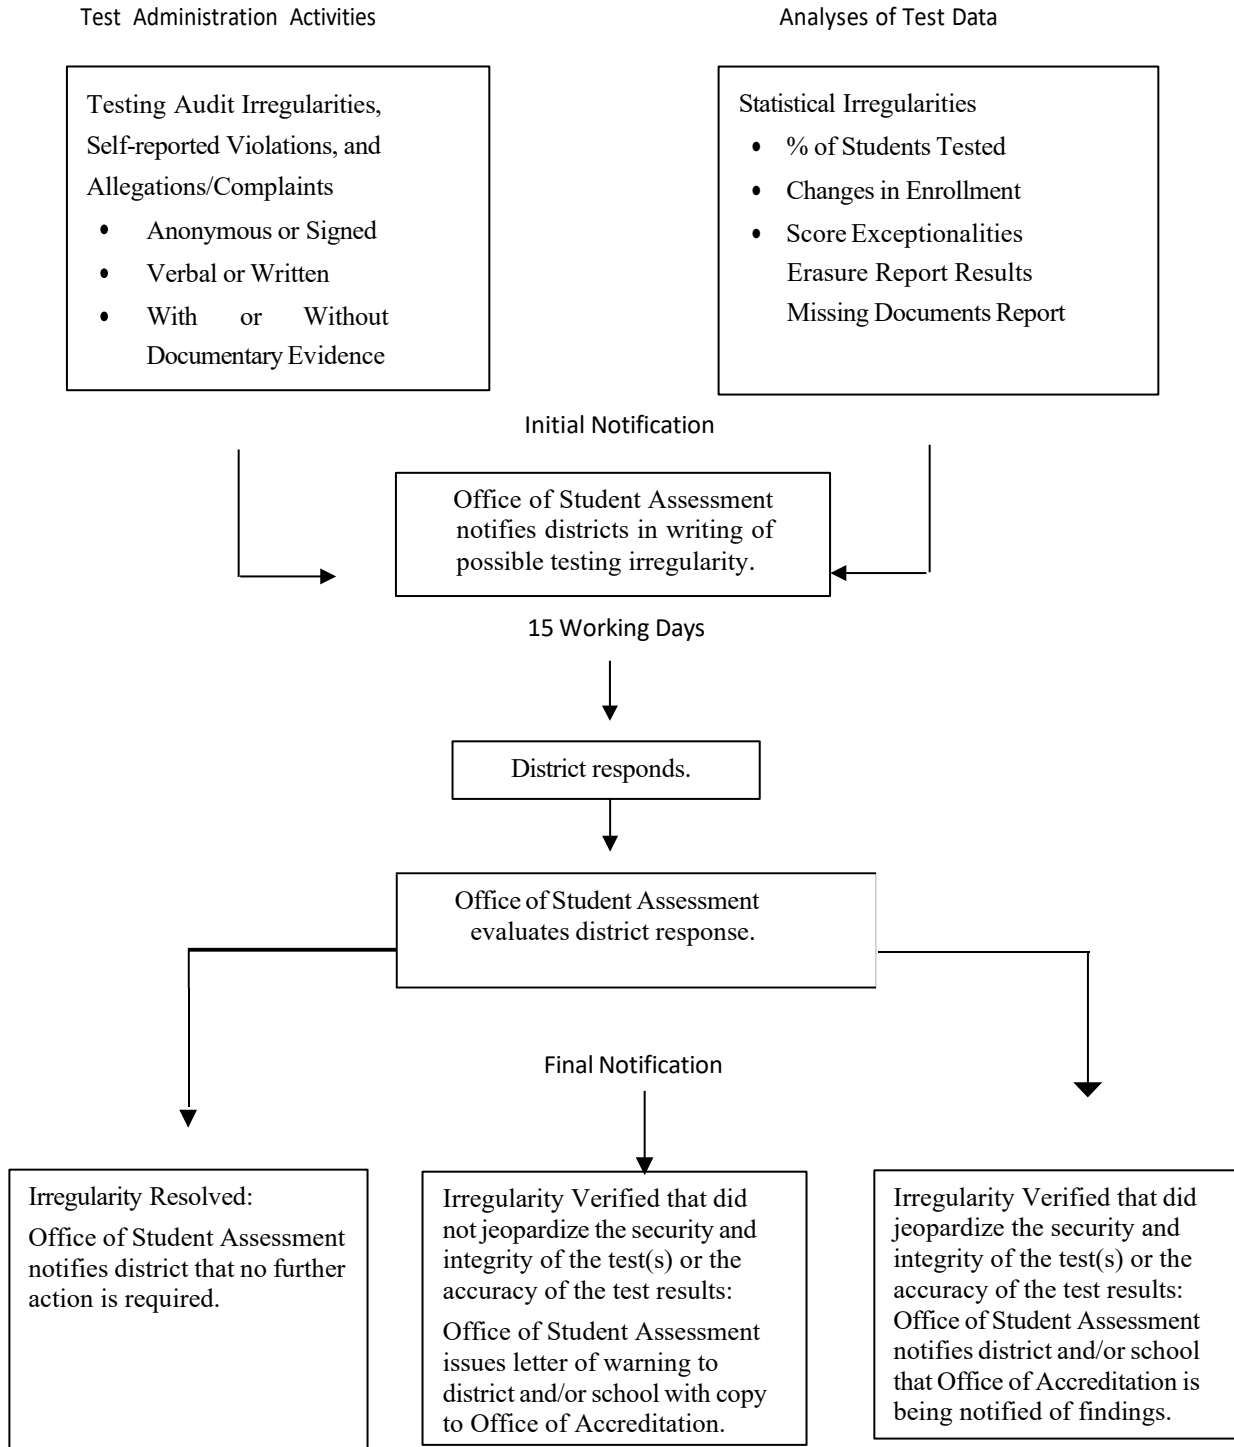 Test Administration Activities
Analyses of Test Data
Testing Audit Irregularities,
Self-reported Violations, and
Allegations/Complaints
• Anonymous or Signed
• Verbal or Written
• With or Without
Documentary Evidence
Statistical Irregularities
• % of Students Tested
• Changes in Enrollment
• Score Exceptionalities
Erasure Report Results
Missing Documents Report
Initial Notification
Office of Student Assessment
notifies districts in writing of
possible testing irregularity.
15 Working Days
District responds.
Office of Student Assessment
evaluates district response.
Final Notification
Irregularity Resolved:
Office of Student Assessment
notifies district that no further
action is required.
Irregularity Verified that did
not jeopardize the security and
integrity of the test(s) or the
accuracy of the test results:
Office of Student Assessment
issues letter of warning to
district and/or school with copy
to Office of Accreditation.
Irregularity Verified that did
jeopardize the security and
integrity of the test(s) or the
accuracy of the test results:
Office of Student Assessment
notifies district and/or school
that Office of Accreditation is
being notified of findings.